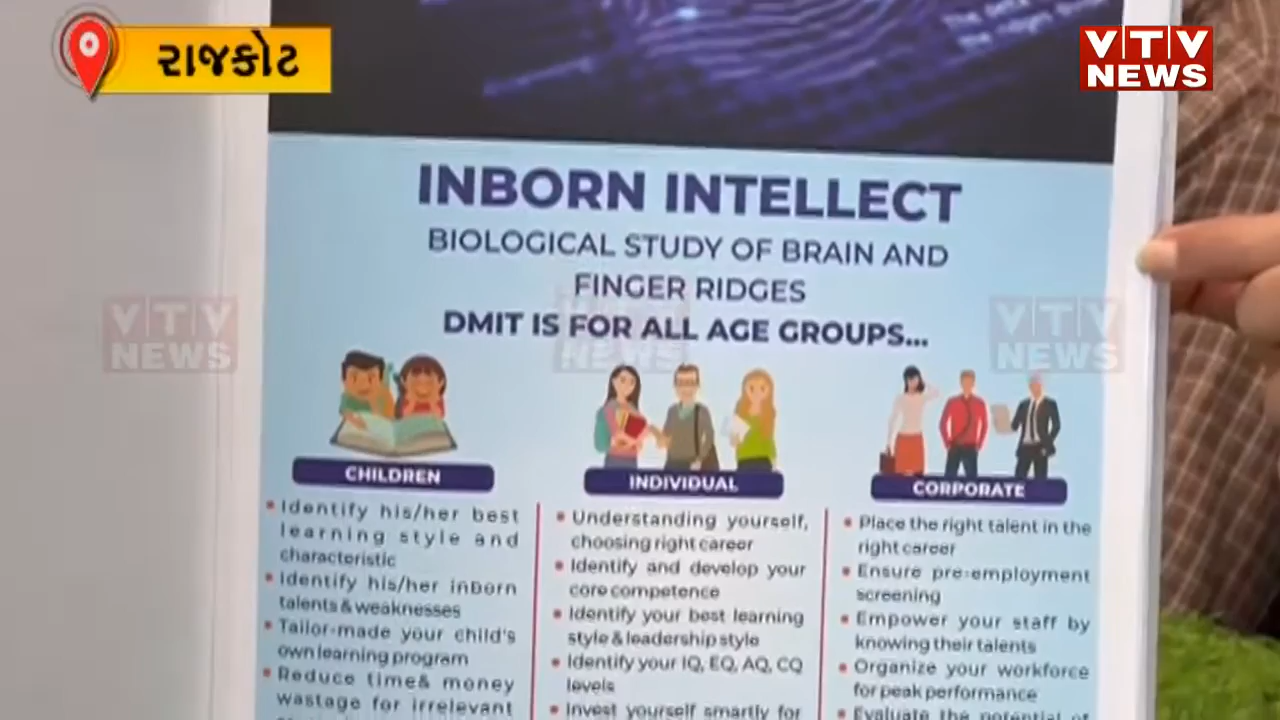 રાજકોટ
VTV
NEWS
INBORN INTELLECT
BIOLOGICAL STUDY OF BRAIN AND
FINGER RIDGES
DMIT IS FOR ALL AGE GROUPS...
VTV
NEWS
VTV
NEWS
CHILDREN
• Identify his/her best
learning style and
characteristic
• Identify his/her inborn
talents & weaknesses
• Tailor-made your child's
own learning program
• Reduce time& money
wastage for irrelevant
INDIVIDUAL
• Understanding yourself,
choosing right career
• Identify and develop your
core competence
• Identify your best learning
style & leadership style
• Identify your IQ, EQ, AQ, CQ
levels
• Invest yourself smartly for
CORPORATE
• Place the right talent in the
right career
• Ensure pre-employment
screening
• Empower your staff by
knowing their talents
• Organize your workforce
for peak performance
• Evaluate the potential of